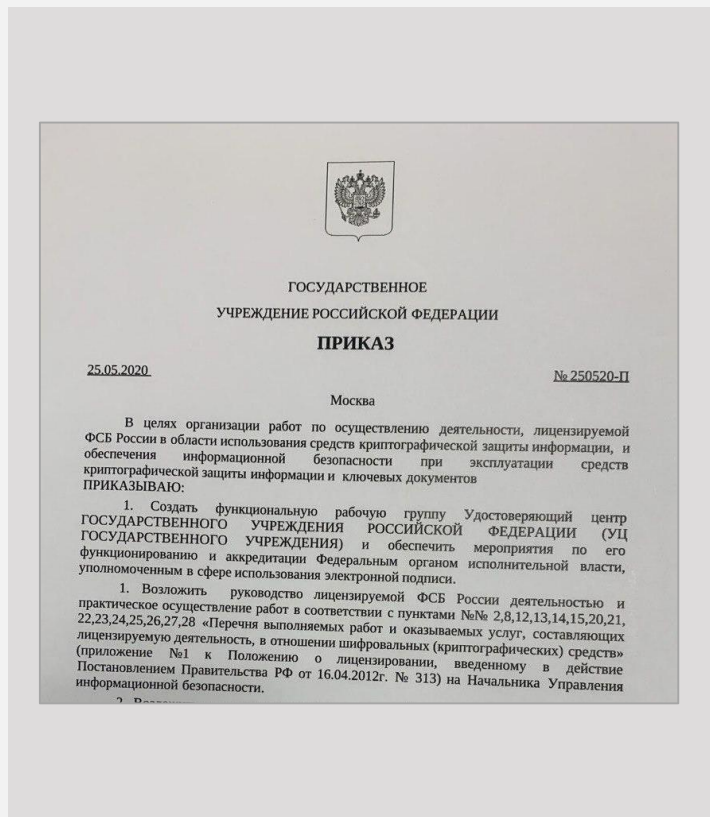 ГОСУДАРСТВЕННОЕ
УЧРЕЖДЕНИЕ РОССИЙСКОЙ ФЕДЕРАЦИИ
ПРИКАЗ
25.05.2020
№ 250520-П
Москва
В целях организации работ по осуществлению деятельности, лицензируемой
ФСБ России в области использования средств криптографической защиты информации, и
обеспечения информационной безопасности при эксплуатации средств
криптографической защиты информации и ключевых документов
ПРИКАЗЫВАЮ:
1. Создать функциональную рабочую группу Удостоверяющий центр
ГОСУДАРСТВЕННОГО УЧРЕЖДЕНИЯ РОССИЙСКОЙ ФЕДЕРАЦИИ (УЦ
ГОСУДАРСТВЕННОГО УЧРЕЖДЕНИЯ) и обеспечить мероприятия по его
функционированию и аккредитации Федеральным органом исполнительной власти,
уполномоченным в сфере использования электронной подписи.
1. Возложить руководство лицензируемой ФСБ России деятельностью и
практическое осуществление работ в соответствии с пунктами №№ 2,8,12,13,14,15,20,21,
22,23,24,25,26,27,28 «Перечня выполняемых работ и оказываемых услуг, составляющих
лицензируемую деятельность, в отношении шифровальных (криптографических) средств»
(приложение №1 к Положению о лицензировании, введенному в действие
Постановлением Правительства РФ от 16.04.2012г. № 313) на Начальника Управления
информационной безопасности.